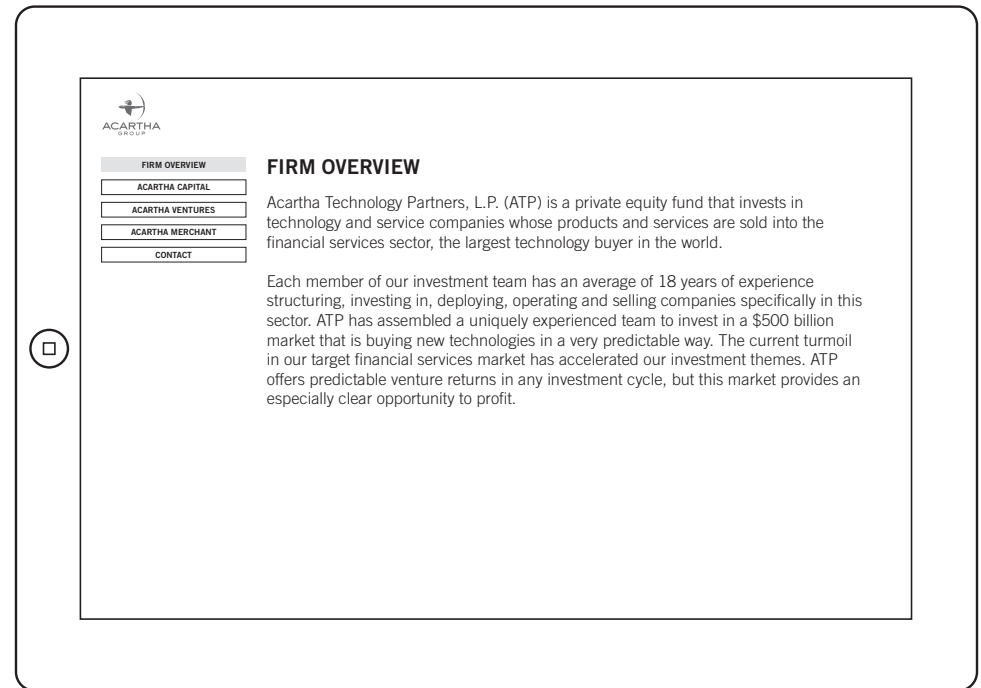 ACARTHA
GROUP
FIRM OVERVIEW
ACARTHA CAPITAL
ACARTHA VENTURES
ACARTHA MERCHANT
CONTACT
FIRM OVERVIEW
Acartha Technology Partners, L.P. (ATP) is a private equity fund that invests in
technology and service companies whose products and services are sold into the
financial services sector, the largest technology buyer in the world.
Each member of our investment team has an average of 18 years of experience
structuring, investing in, deploying, operating and selling companies specifically in this
sector. ATP has assembled a uniquely experienced team to invest in a $500 billion
market that is buying new technologies in a very predictable way. The current turmoil
in our target financial services market has accelerated our investment themes. ATP
offers predictable venture returns in any investment cycle, but this market provides an
especially clear opportunity to profit.